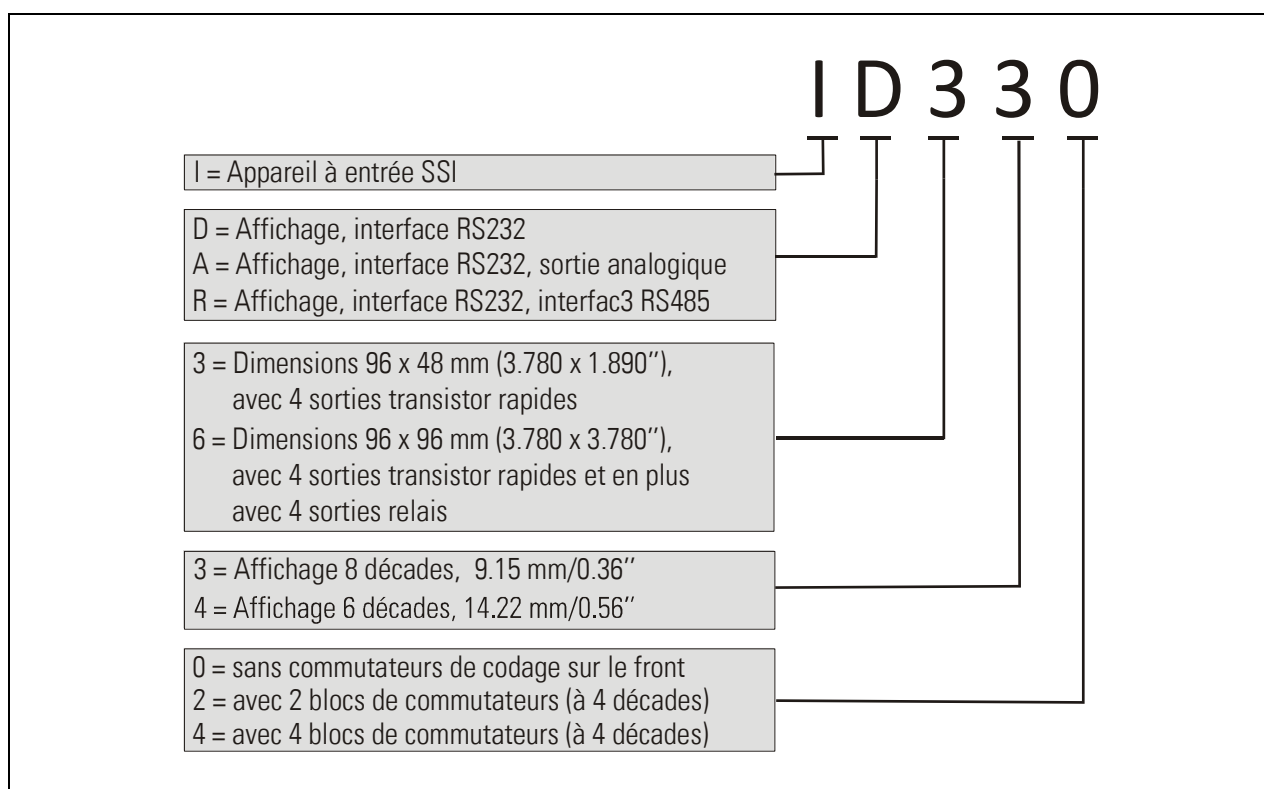 I D 3 3 0
I = Appareil à entrée SSI
D = Affichage, interface RS232
A = Affichage, interface RS232, sortie analogique
R = Affichage, interface RS232, interfac3 RS485
3 = Dimensions 96 x 48 mm (3.780 x 1.890’’),
avec 4 sorties transistor rapides
6 = Dimensions 96 x 96 mm (3.780 x 3.780’’),
avec 4 sorties transistor rapides et en plus
avec 4 sorties relais
3 = Affichage 8 décades, 9.15 mm/0.36’’
4 = Affichage 6 décades, 14.22 mm/0.56’’
0 = sans commutateurs de codage sur le front
2 = avec 2 blocs de commutateurs (à 4 décades)
4 = avec 4 blocs de commutateurs (à 4 décades)